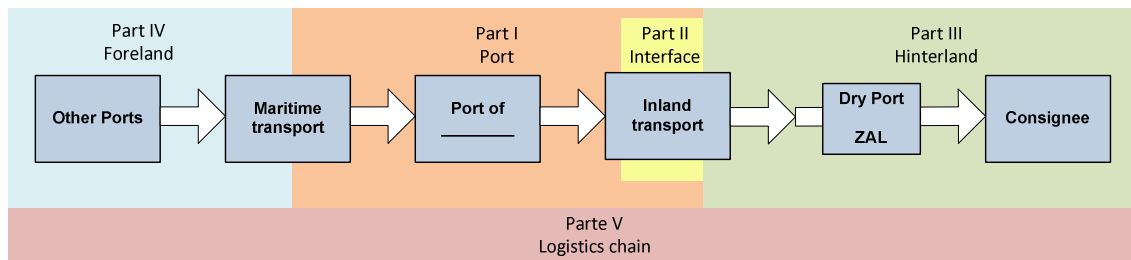 Part IV
Foreland
Part I
Port
Part II
Interface
Part III
Hinterland
Other Ports
Maritime
transport
Port of
Inland
transport
Dry Port
ZAL
Consignee
Parte V
Logistics chain